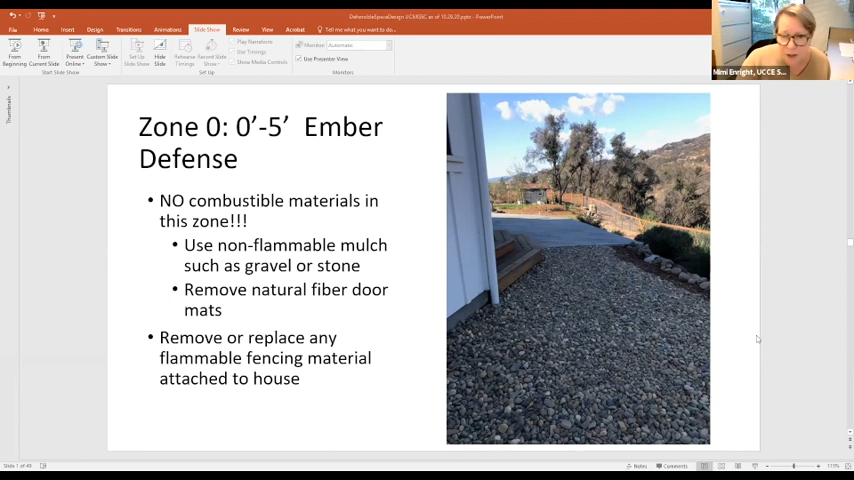 DefensibleSpaceDesign UCMGSC as of 10.29.20.pptx - PowerPoint
File Home Insert Design Transitions Animations Slide Show Review View Acrobat Tell me what you want to do...
From Beginning
From Current Slide
Present Online
Custom Slide Show
Set Up Slide Show
Hide Slide
Rehearse Timings
Record Slide Show
Play Narrations
Use Timings
Show Media Controls
Monitor: Automatic
Use Presenter View
Start Slide Show
Set Up
Monitors
Mimi Enright, UCCE S...
Thumbnails
Zone 0: 0’-5’ Ember
Defense
• NO combustible materials in
this zone!!!
• Use non-flammable mulch
such as gravel or stone
• Remove natural fiber door
mats
• Remove or replace any
flammable fencing material
attached to house
Slide 1 of 49
Notes
Comments